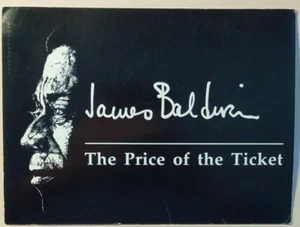 James Baldwin
The Price of the Ticket